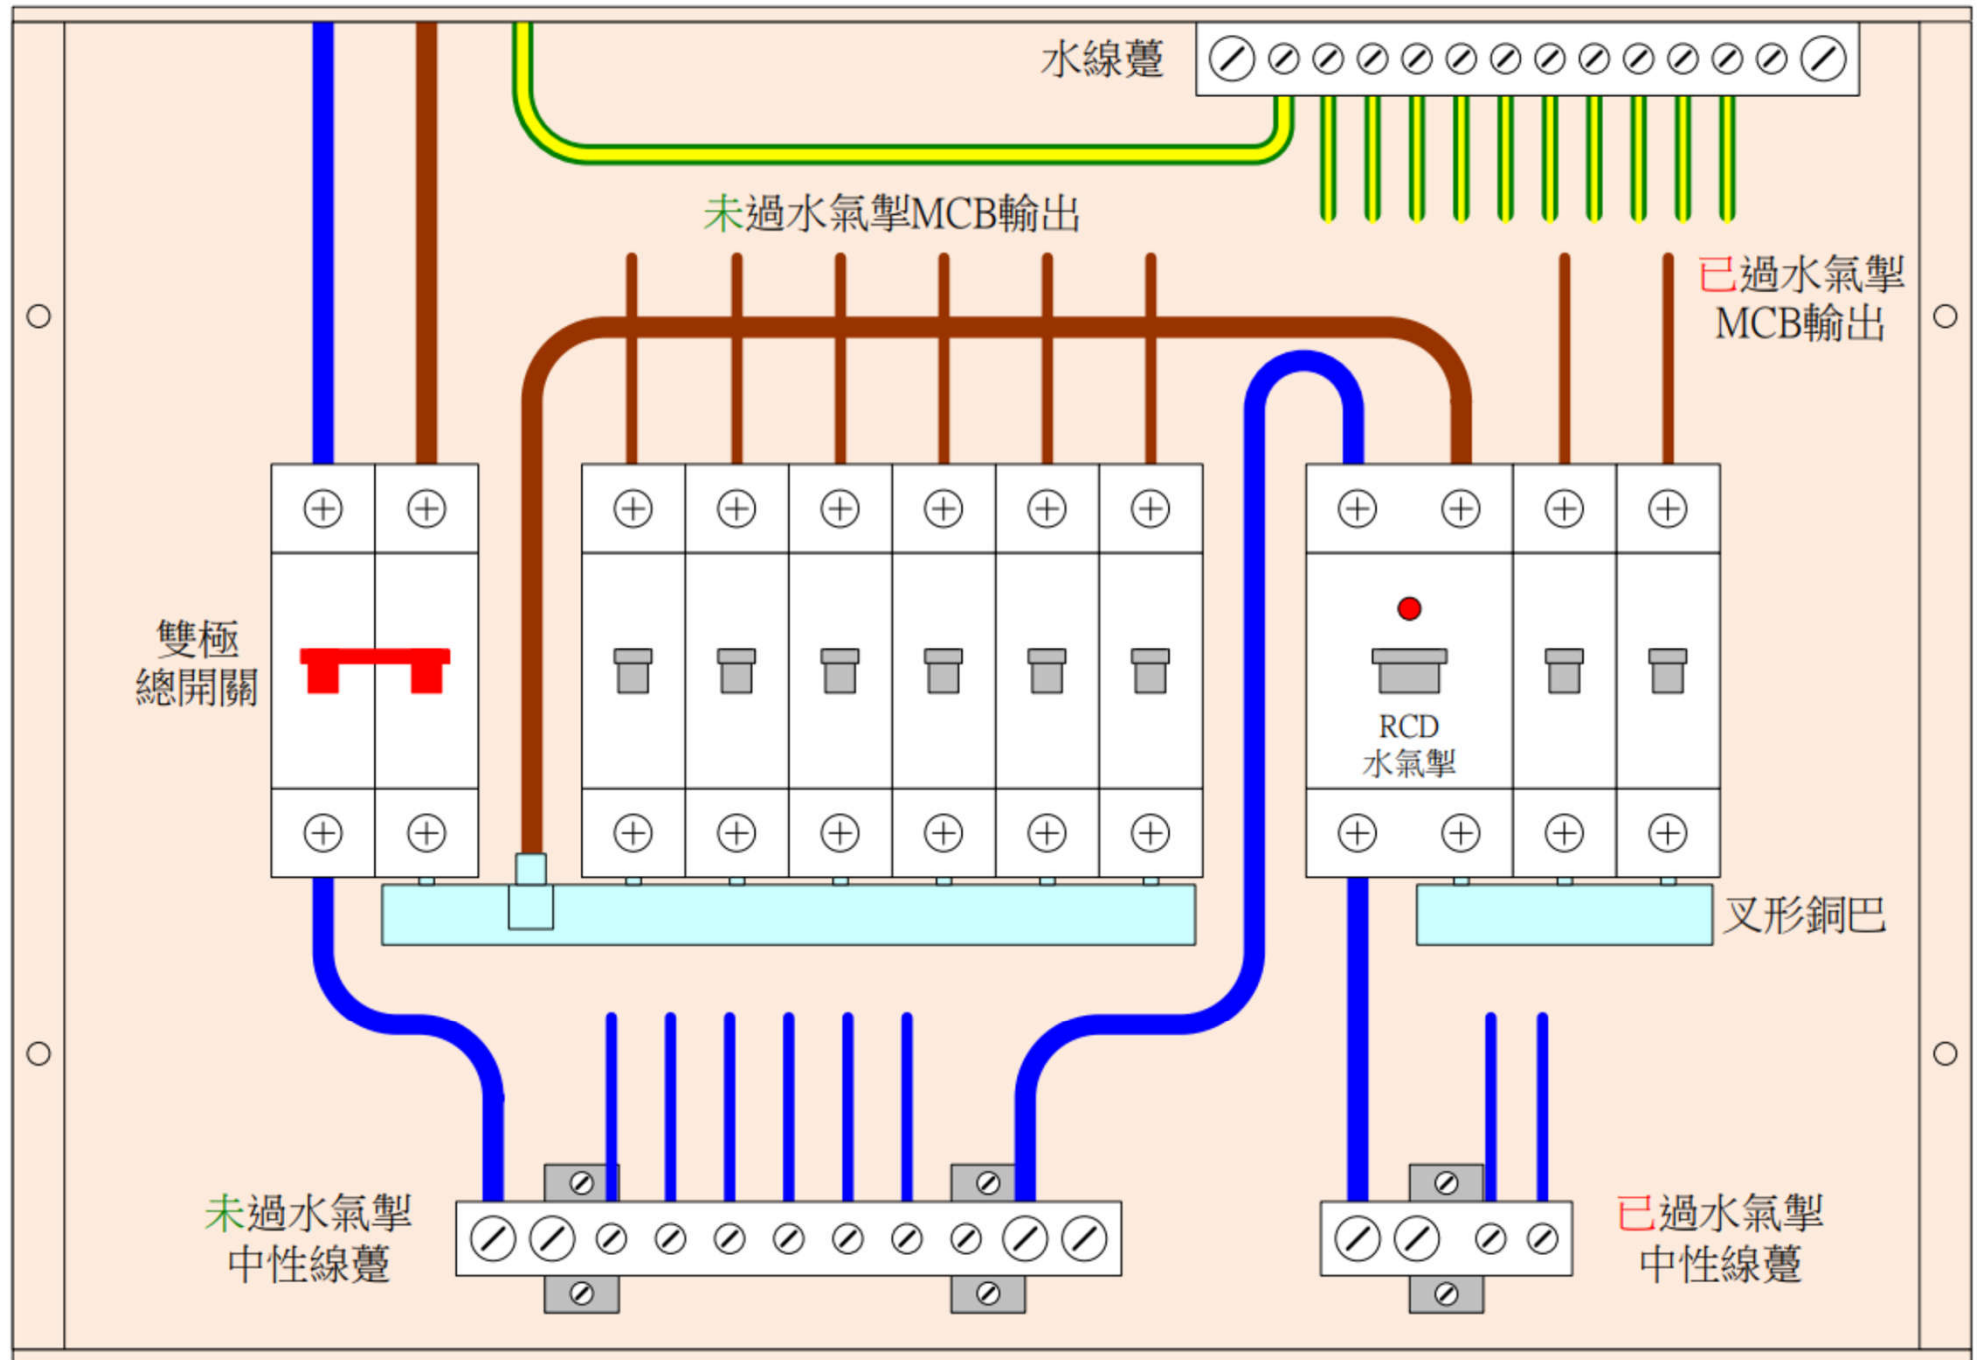 水線躉
未過水氣掣MCB輸出
已過水氣掣
MCB輸出
雙極
總開關
RCD
水氣掣
叉形銅巴
未過水氣掣
中性線躉
已過水氣掣
中性線躉